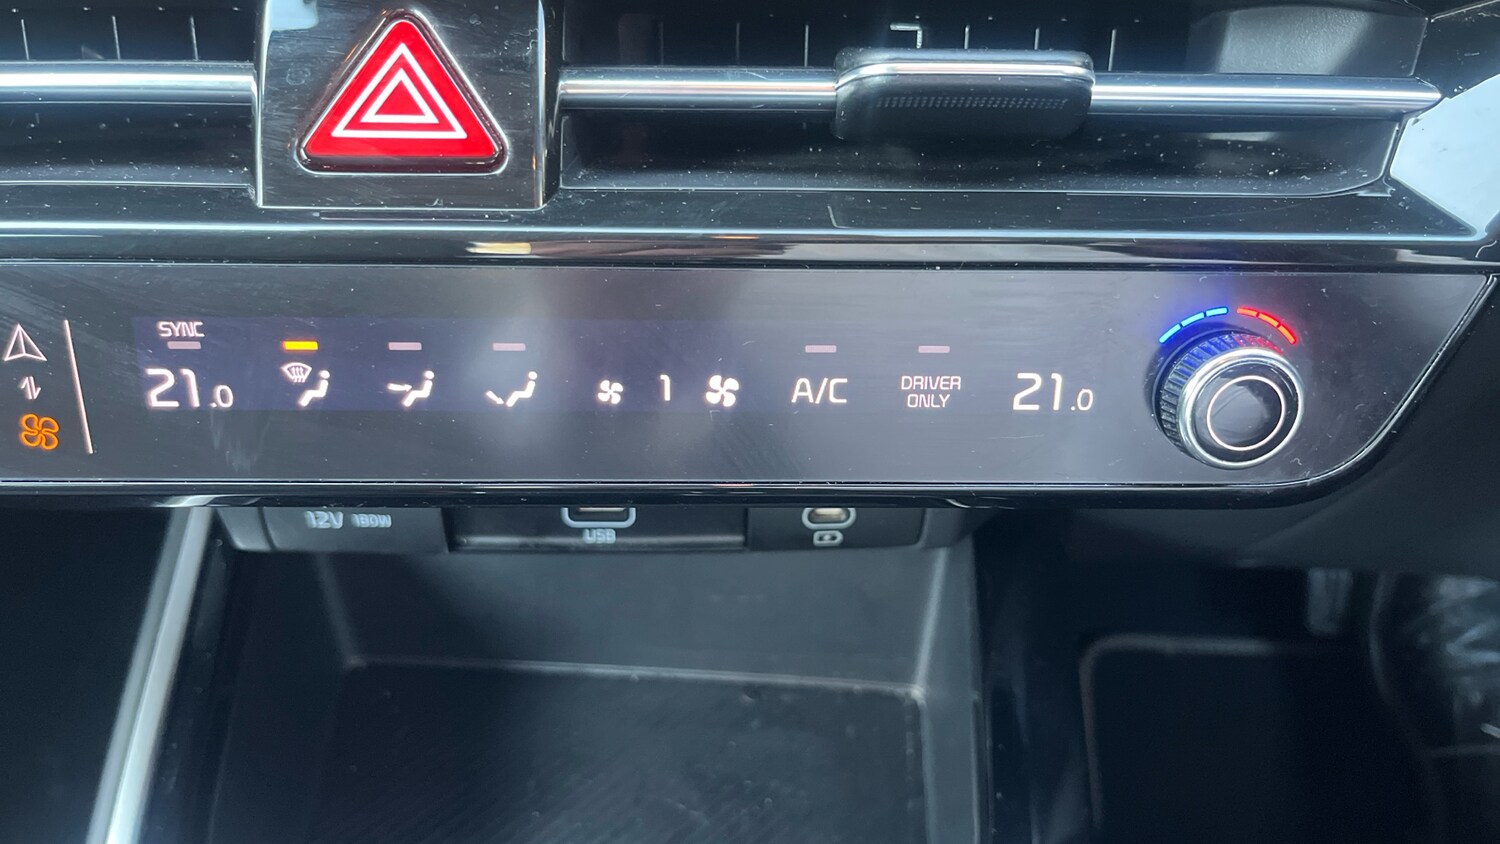 SYNC
21.0
1
A/C
DRIVER
ONLY
21.0
12V 180W
USB